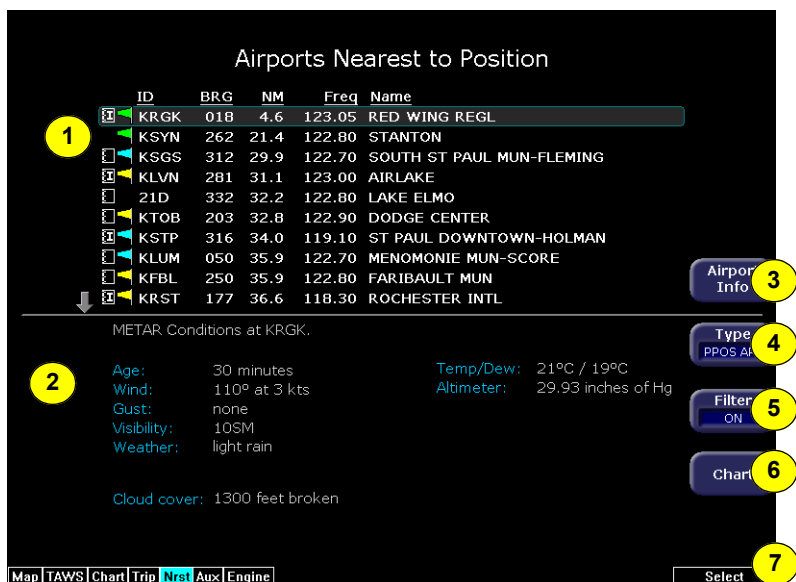 Airports Nearest to Position
ID BRG NM Freq Name
I KRGK 018 4.6 123.05 RED WING REGL
KSYN 262 21.4 122.80 STANTON
KSGS 312 29.9 122.70 SOUTH ST PAUL MUN-FLEMING
I KLVN 281 31.1 123.00 AIRLAKE
21D 332 32.2 122.80 LAKE ELMO
KTOB 203 32.8 122.90 DODGE CENTER
I KSTP 316 34.0 119.10 ST PAUL DOWNTOWN-HOLMAN
KLUM 050 35.9 122.70 MENOMONIE MUN-SCORE
KFBL 250 35.9 122.80 FARIBAULT MUN
I KRST 177 36.6 118.30 ROCHESTER INTL
1
Airport
Info
3
METAR Conditions at KRGK.
Age: 30 minutes
Wind: 110º at 3 kts
Gust: none
Visibility: 10SM
Weather: light rain
Cloud cover: 1300 feet broken
Temp/Dew: 21ºC / 19ºC
Altimeter: 29.93 inches of Hg
2
Type
PPOS
4
Filter
ON
5
Chart
6
Map TAWS Chart Trip Nrst Aux Engine
Select
7